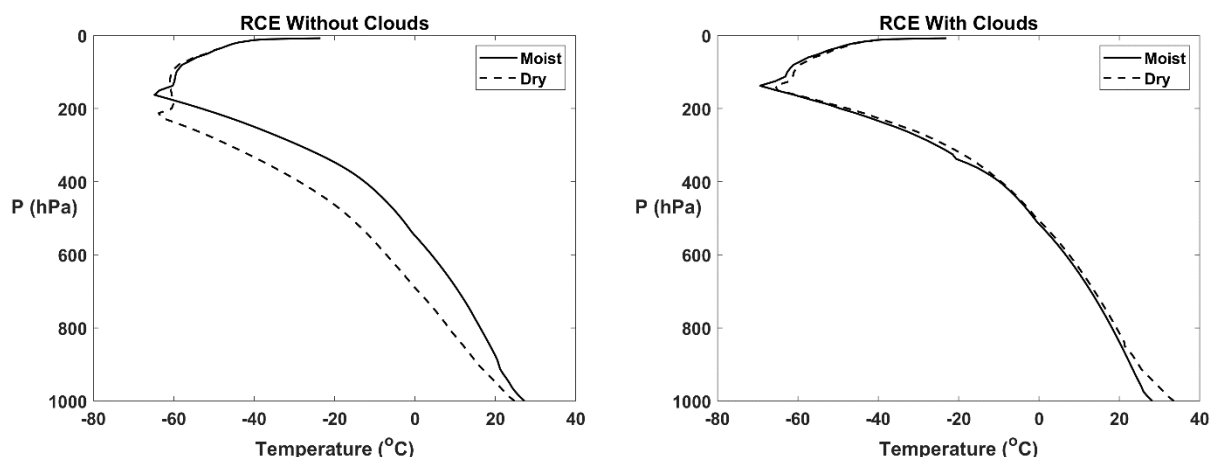 RCE Without Clouds
0
200
400
600
800
1000
P (hPa)
-80
-60
-40
-20
0
20
40
Temperature (°C)
Moist
Dry
RCE With Clouds
0
200
400
600
800
1000
P (hPa)
-80
-60
-40
-20
0
20
40
Temperature (°C)
Moist
Dry